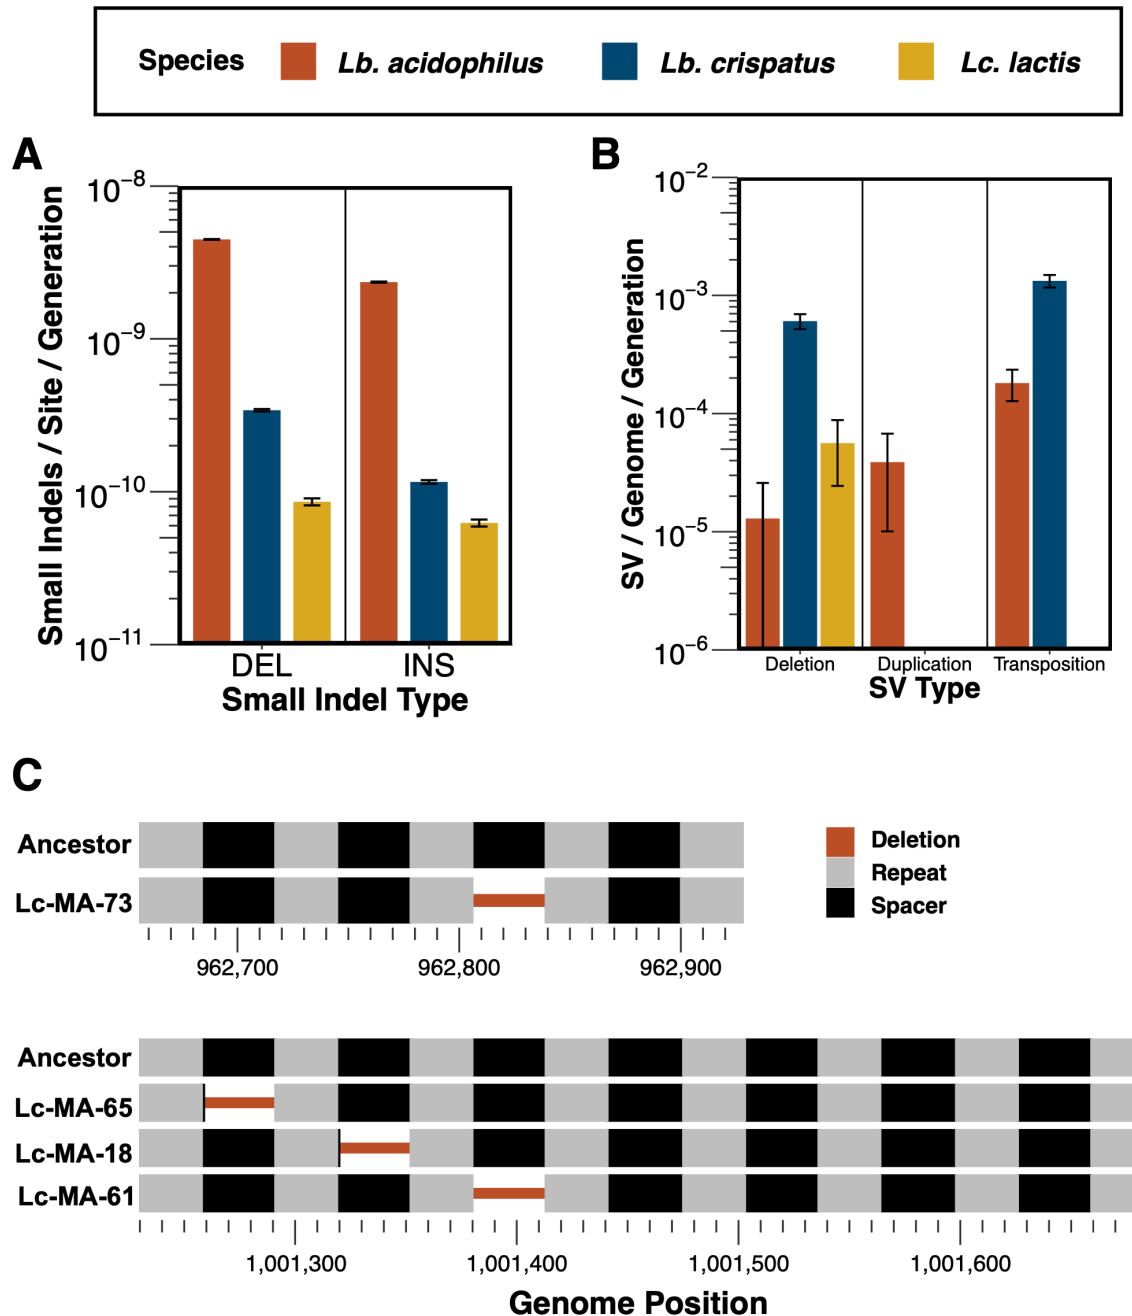 Species Lb. acidophilus Lb. crispatus Lc. lactis
A
Small Indels / Site / Generation
10⁻⁸
10⁻⁹
10⁻¹⁰
10⁻¹¹
DEL INS
Small Indel Type
B
SV / Genome / Generation
10⁻²
10⁻³
10⁻⁴
10⁻⁵
10⁻⁶
Deletion Duplication Transposition
SV Type
C
Ancestor
Lc-MA-73
962,700 962,800 962,900
Deletion
Repeat
Spacer
Ancestor
Lc-MA-65
Lc-MA-18
Lc-MA-61
1,001,300 1,001,400 1,001,500 1,001,600
Genome Position